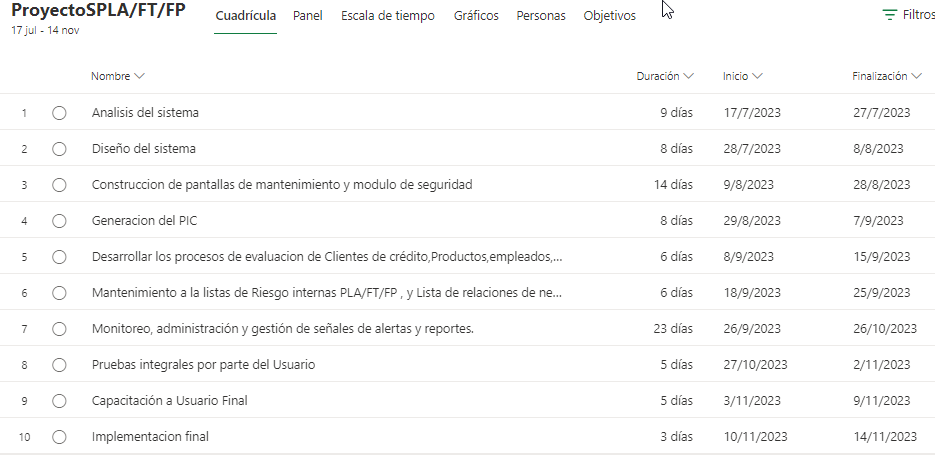 ProyectoSPLA/FT/FP
17 jul - 14 nov
Cuadrícula Panel Escala de tiempo Gráficos Personas Objetivos Filtros
Nombre Duración Inicio Finalización
1 Analisis del sistema 9 días 17/7/2023 27/7/2023
2 Diseño del sistema 8 días 28/7/2023 8/8/2023
3 Construccion de pantallas de mantenimiento y modulo de seguridad 14 días 9/8/2023 28/8/2023
4 Generacion del PIC 8 días 29/8/2023 7/9/2023
5 Desarrollar los procesos de evaluacion de Clientes de crédito,Productos,empleados,... 6 días 8/9/2023 15/9/2023
6 Mantenimiento a la listas de Riesgo internas PLA/FT/FP , y Lista de relaciones de ne... 6 días 18/9/2023 25/9/2023
7 Monitoreo, administración y gestión de señales de alertas y reportes. 23 días 26/9/2023 26/10/2023
8 Pruebas integrales por parte del Usuario 5 días 27/10/2023 2/11/2023
9 Capacitación a Usuario Final 5 días 3/11/2023 9/11/2023
10 Implementacion final 3 días 10/11/2023 14/11/2023